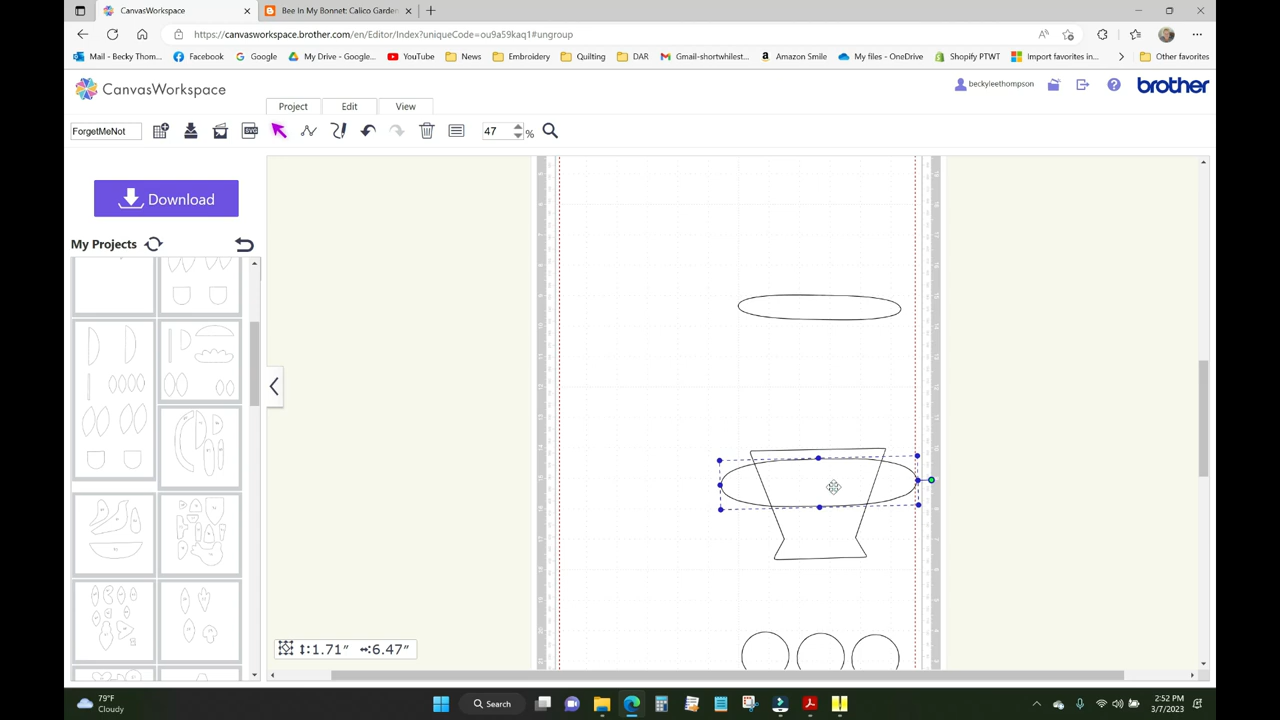 CanvasWorkspace
Bee In My Bonnet: Calico Garden
https://canvasworkspace.brother.com/en/Editor/Index?uniqueCode=ou9a59kaq1#ungroup
Mail - Becky Thom...
Facebook
Google
My Drive - Google...
YouTube
News
Embroidery
Quilting
DAR
Gmail-shortwhilest...
Amazon Smile
My files - OneDrive
Shopify PTWT
Import favorites in...
Other favorites
CanvasWorkspace
Project
Edit
View
beckyleethompson
brother
ForgetMeNot
SVG
47
%
Download
My Projects
1.71"
6.47"
79°F
Cloudy
Search
2:52 PM
3/7/2023